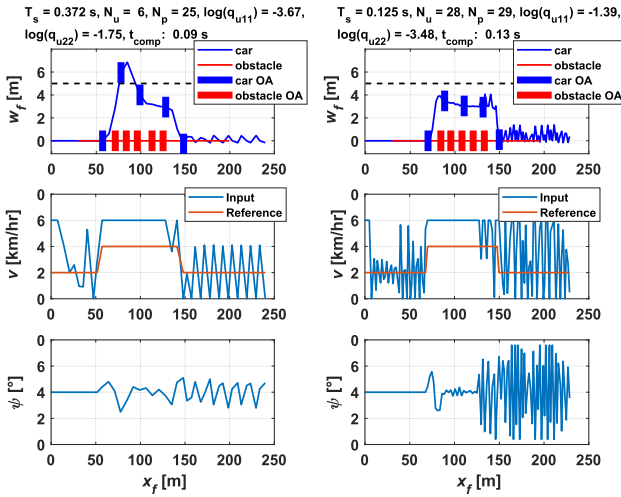 T_s = 0.372 s, N_u = 6, N_p = 25, log(q_u11) = -3.67,
log(q_u22) = -1.75, t_comp: 0.09 s
car
obstacle
car OA
obstacle OA
w_f [m]
6
4
2
0
0 50 100 150 200 250
x_f [m]
Input
Reference
v [km/hr]
6
4
2
0
0 50 100 150 200 250
ψ [°]
0
4
2
0
0 50 100 150 200 250
x_f [m]
T_s = 0.125 s, N_u = 28, N_p = 29, log(q_u11) = -1.39,
log(q_u22) = -3.48, t_comp: 0.13 s
car
obstacle
car OA
obstacle OA
w_f [m]
6
4
2
0
0 50 100 150 200 250
x_f [m]
Input
Reference
v [km/hr]
6
4
2
0
0 50 100 150 200 250
ψ [°]
0
4
2
0
0 50 100 150 200 250
x_f [m]